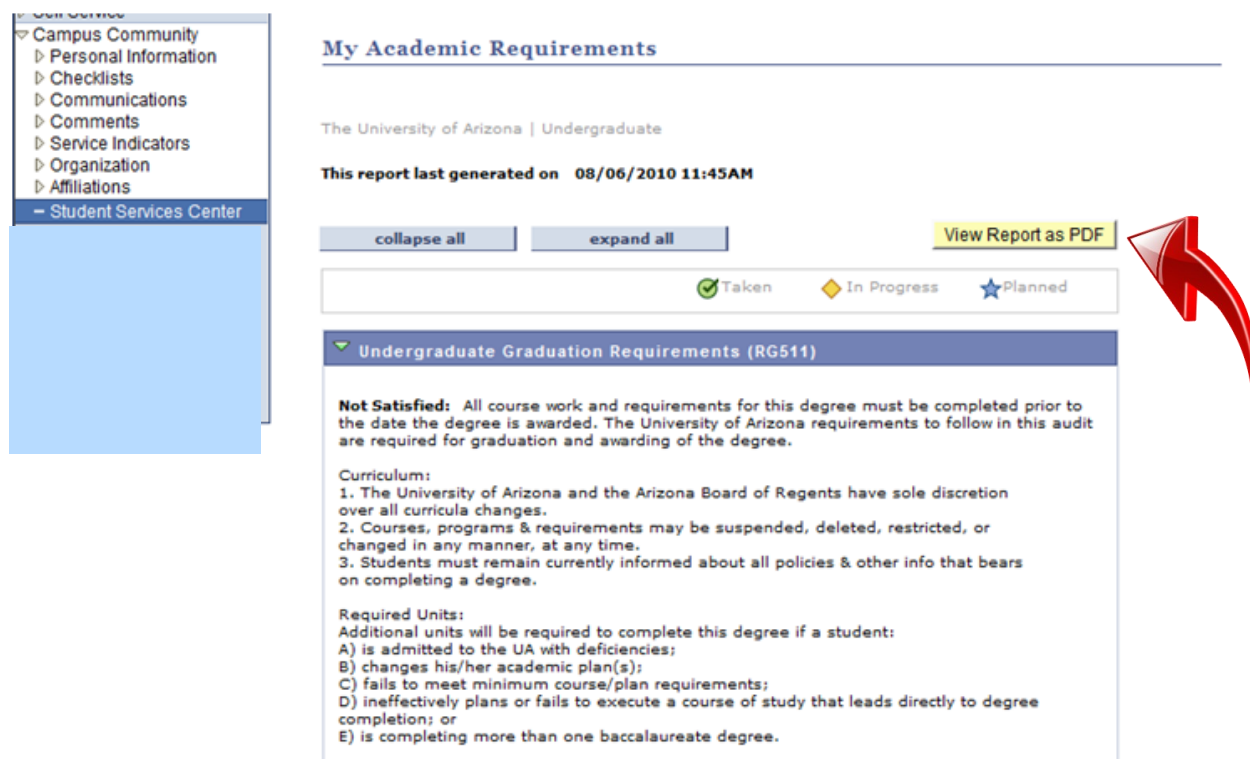 Self Service
Campus Community
Personal Information
Checklists
Communications
Comments
Service Indicators
Organization
Affiliations
Student Services Center
My Academic Requirements
The University of Arizona | Undergraduate
This report last generated on 08/06/2010 11:45AM
collapse all expand all View Report as PDF
Taken In Progress Planned
Undergraduate Graduation Requirements (RG511)
Not Satisfied: All course work and requirements for this degree must be completed prior to
the date the degree is awarded. The University of Arizona requirements to follow in this audit
are required for graduation and awarding of the degree.
Curriculum:
1. The University of Arizona and the Arizona Board of Regents have sole discretion
over all curricula changes.
2. Courses, programs & requirements may be suspended, deleted, restricted, or
changed in any manner, at any time.
3. Students must remain currently informed about all policies & other info that bears
on completing a degree.
Required Units:
Additional units will be required to complete this degree if a student:
A) is admitted to the UA with deficiencies;
B) changes his/her academic plan(s);
C) fails to meet minimum course/plan requirements;
D) ineffectively plans or fails to execute a course of study that leads directly to degree
completion; or
E) is completing more than one baccalaureate degree.